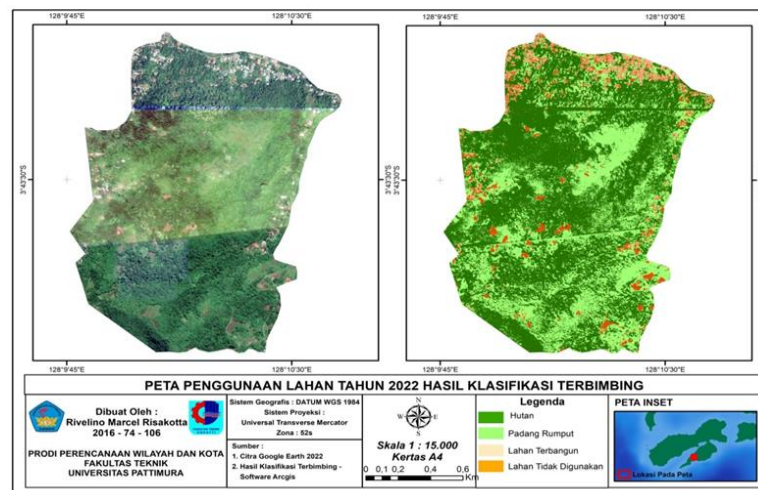 128°9'45"E 128°10'30"E
128°9'45"E 128°10'30"E
3°43'30"S
3°43'30"S
128°9'45"E 128°10'30"E
128°9'45"E 128°10'30"E
PETA PENGGUNAAN LAHAN TAHUN 2022 HASIL KLASIFIKASI TERBIMBING
Dibuat Oleh :
Rivelino Marcel Risakotta
2016 - 74 - 106
PRODI PERENCANAAN WILAYAH DAN KOTA
FAKULTAS TEKNIK
UNIVERSITAS PATTIMURA
Sistem Geografis : DATUM WGS 1984
Sistem Proyeksi :
Universal Transverse Mercator
Zona : 52s
Sumber :
1. Citra Google Earth 2022
2. Hasil Klasifikasi Terbimbing -
Software Arcgis
N
W E
S
Skala 1 : 15.000
Kertas A4
0 0,1 0,2 0,4 0,6
Km
Legenda
Hutan
Padang Rumput
Lahan Terbangun
Lahan Tidak Digunakan
PETA INSET
Lokasi Pada Peta